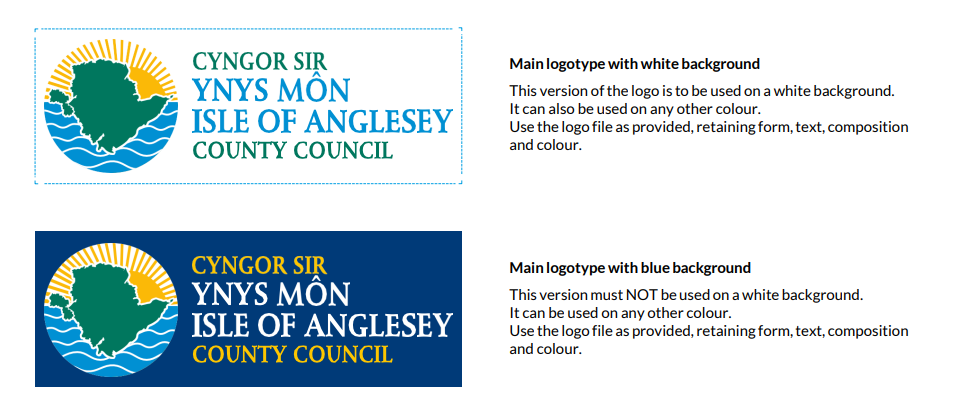 CYNGOR SIR
YNYS MÔN
ISLE OF ANGLESEY
COUNTY COUNCIL
Main logotype with white background
This version of the logo is to be used on a white background.
It can also be used on any other colour.
Use the logo file as provided, retaining form, text, composition
and colour.
CYNGOR SIR
YNYS MÔN
ISLE OF ANGLESEY
COUNTY COUNCIL
Main logotype with blue background
This version must NOT be used on a white background.
It can be used on any other colour.
Use the logo file as provided, retaining form, text, composition
and colour.